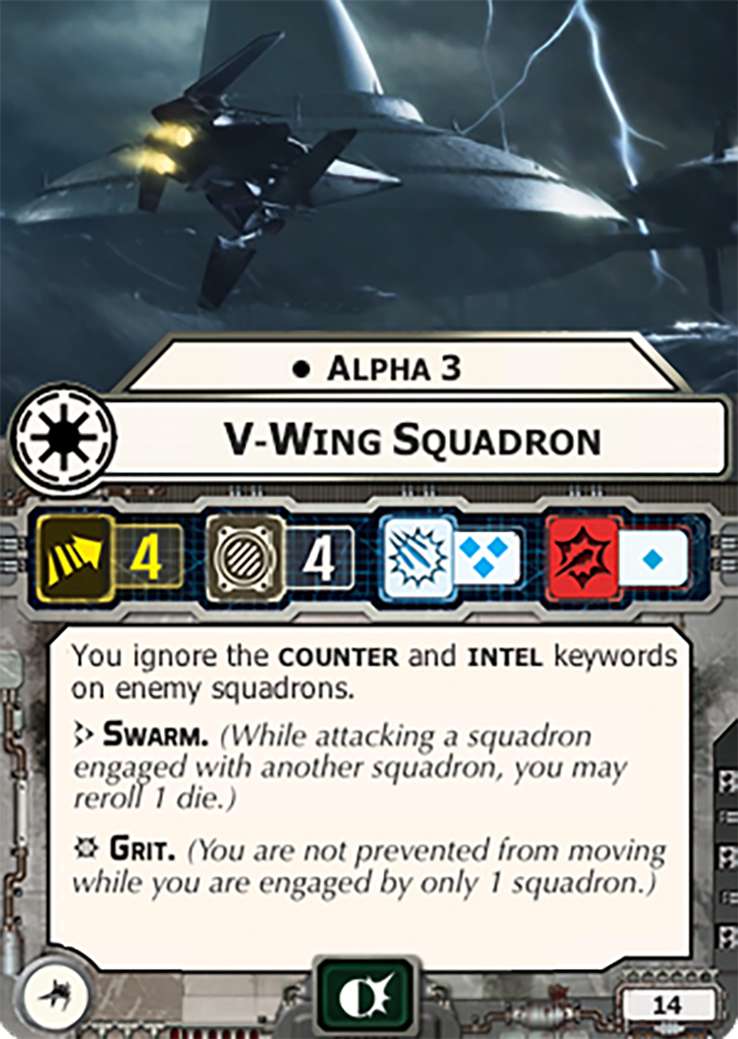 • ALPHA 3
V-WING SQUADRON
4 4
You ignore the COUNTER and INTEL keywords
on enemy squadrons.
SWARM. (While attacking a squadron
engaged with another squadron, you may
reroll 1 die.)
GRIT. (You are not prevented from moving
while you are engaged by only 1 squadron.)
14